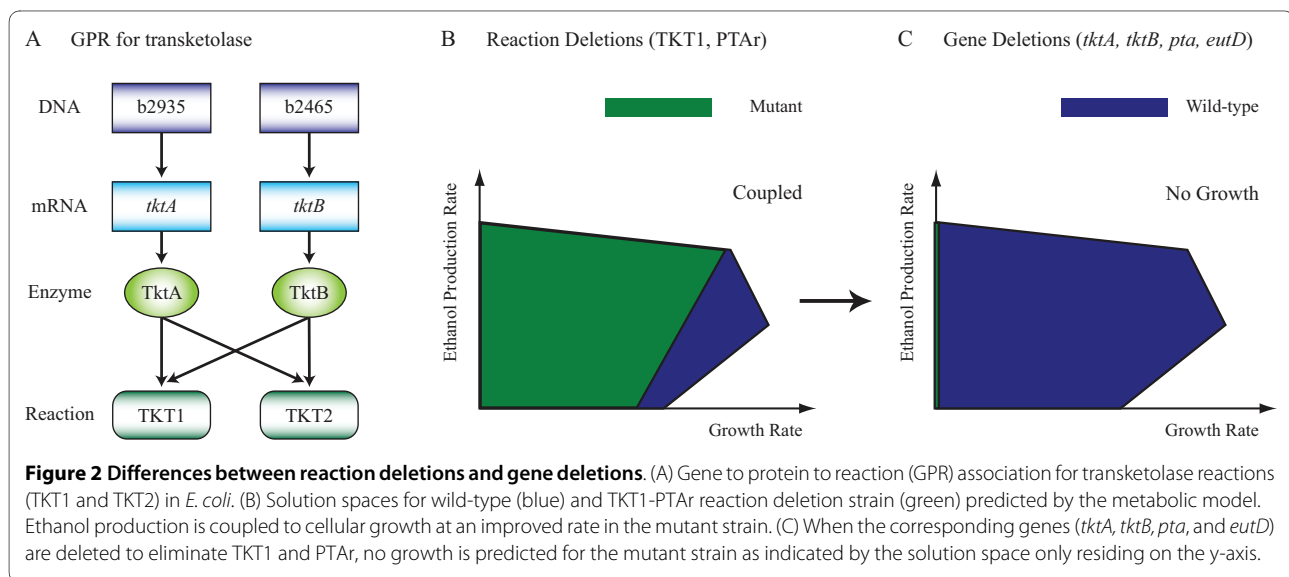 A GPR for transketolase
DNA b2935 b2465
mRNA tktA tktB
Enzyme TktA TktB
Reaction TKT1 TKT2
B Reaction Deletions (TKT1, PTAr)
Mutant
Coupled
Ethanol Production Rate
Growth Rate
C Gene Deletions (tktA, tktB, pta, eutD)
Wild-type
No Growth
Ethanol Production Rate
Growth Rate
Figure 2 Differences between reaction deletions and gene deletions. (A) Gene to protein to reaction (GPR) association for transketolase reactions
(TKT1 and TKT2) in E. coli. (B) Solution spaces for wild-type (blue) and TKT1-PTAr reaction deletion strain (green) predicted by the metabolic model.
Ethanol production is coupled to cellular growth at an improved rate in the mutant strain. (C) When the corresponding genes (tktA, tktB, pta, and eutD)
are deleted to eliminate TKT1 and PTAr, no growth is predicted for the mutant strain as indicated by the solution space only residing on the y-axis.